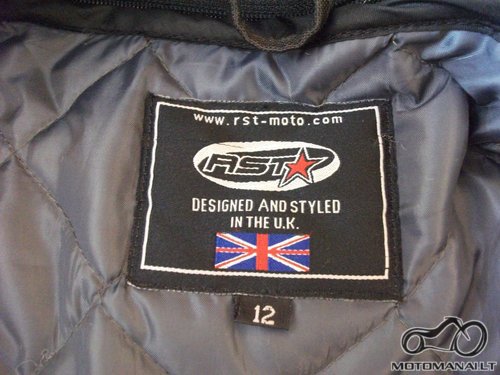 www.rst-moto.com
RST
DESIGNED AND STYLED
IN THE U.K.
12
MOTOMANAI.LT